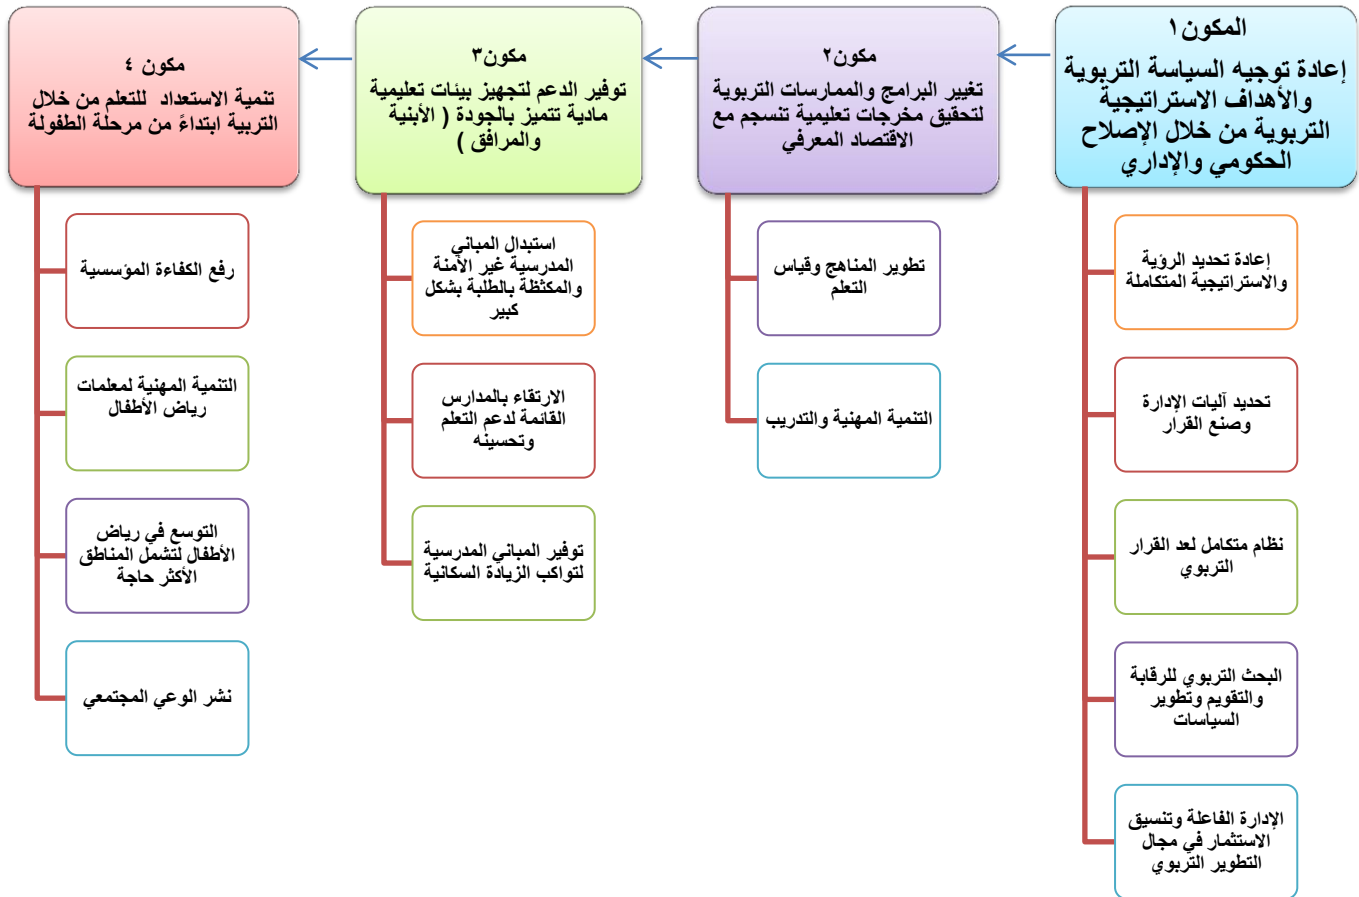 المكون١
إعادة توجيه السياسة التربوية
والأهداف الاستراتيجية
التربوية من خلال الإصلاح
الحكومي والإداري
إعادة تحديد الرؤية
والاستراتيجية المتكاملة
تحديد آليات الإدارة
وصنع القرار
نظام متكامل لعد القرار
التربوي
البحث التربوي للرقابة
والتقويم وتطوير
السياسات
الإدارة الفاعلة وتنسيق
الاستثمار في مجال
التطوير التربوي
مكون٢
تغيير البرامج والممارسات التربوية
لتحقيق مخرجات تعليمية تنسجم مع
الاقتصاد المعرفي
تطوير المناهج وقياس
التعلم
التنمية المهنية والتدريب
مكون٣
توفير الدعم لتجهيز بيئات تعليمية
مادية تتميز بالجودة ( الأبنية
والمرافق )
استبدال المباني
المدرسية غير الآمنة
والمكتظة بالطلبة بشكل
كبير
الارتقاء بالمدارس
القائمة لدعم التعلم
وتحسينه
توفير المباني المدرسية
لتواكب الزيادة السكانية
مكون ٤
تنمية الاستعداد للتعلم من خلال
التربية ابتداءً من مرحلة الطفولة
رفع الكفاءة المؤسسية
التنمية المهنية لمعلمات
رياض الأطفال
التوسع في رياض
الأطفال لتشمل المناطق
الأكثر حاجة
نشر الوعي المجتمعي